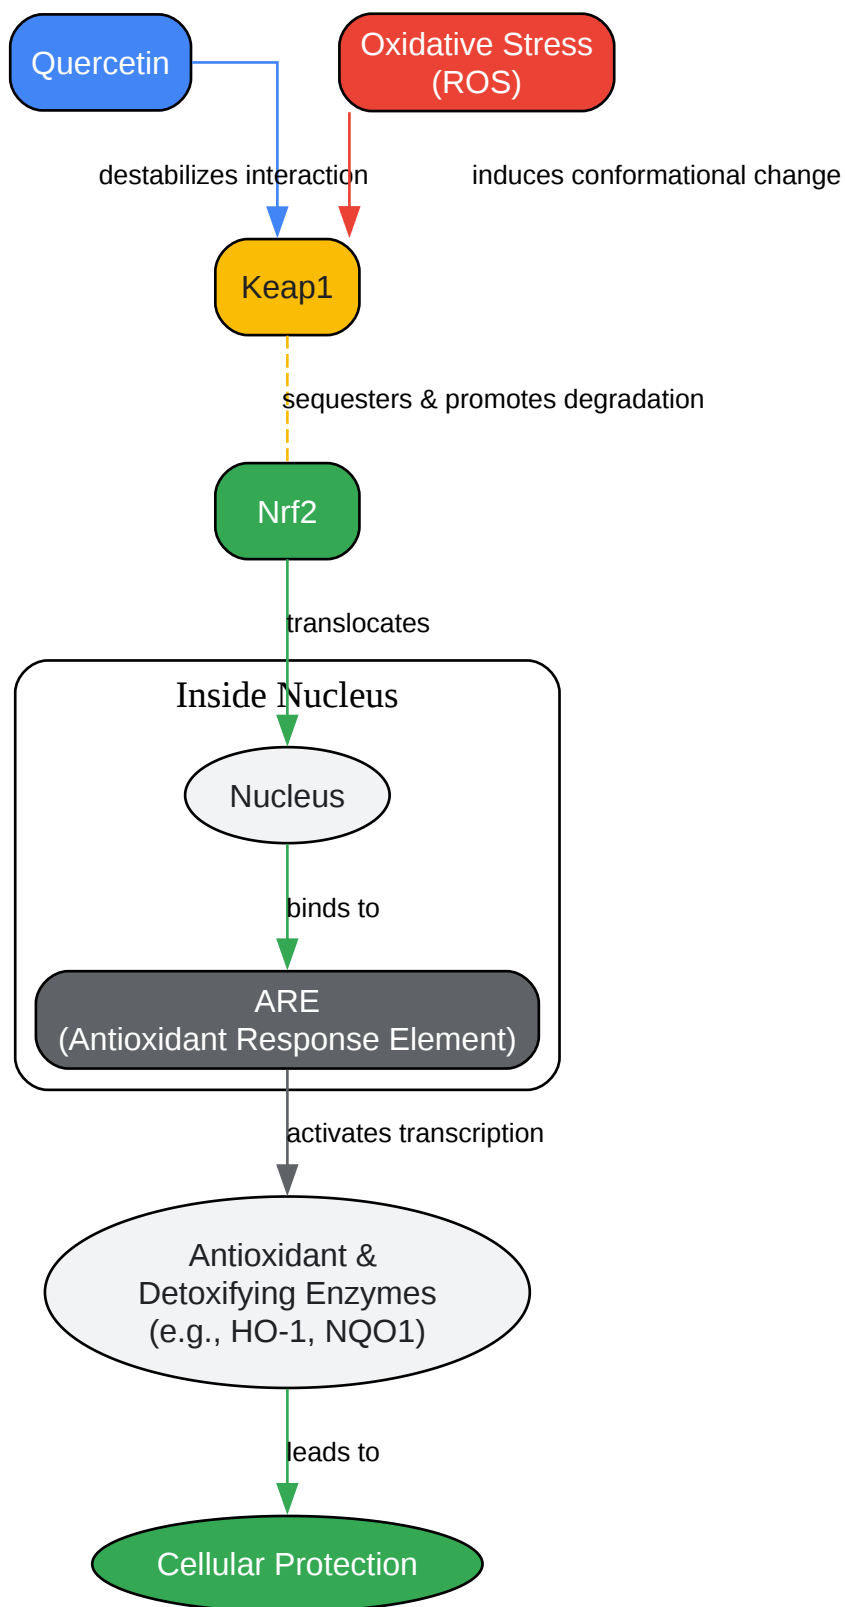 Quercetin
Oxidative Stress
(ROS)
destabilizes interaction
induces conformational change
Keap1
sequesters & promotes degradation
Nrf2
translocates
Inside Nucleus
Nucleus
binds to
ARE
(Antioxidant Response Element)
activates transcription
Antioxidant &
Detoxifying Enzymes
(e.g., HO-1, NQO1)
leads to
Cellular Protection